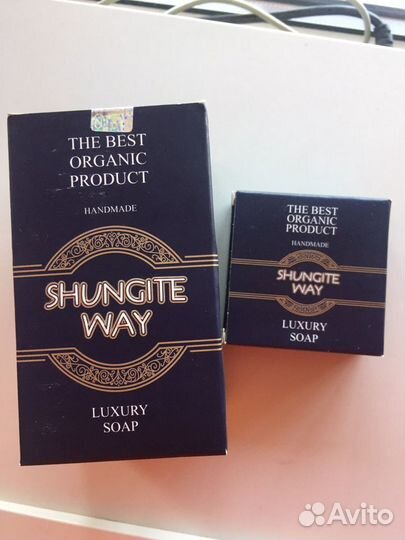 THE BEST
ORGANIC
PRODUCT
HANDMADE
SHUNGITE
WAY
LUXURY
SOAP
THE BEST
ORGANIC
PRODUCT
HANDMADE
SHUNGITE
WAY
LUXURY
SOAP
Avito